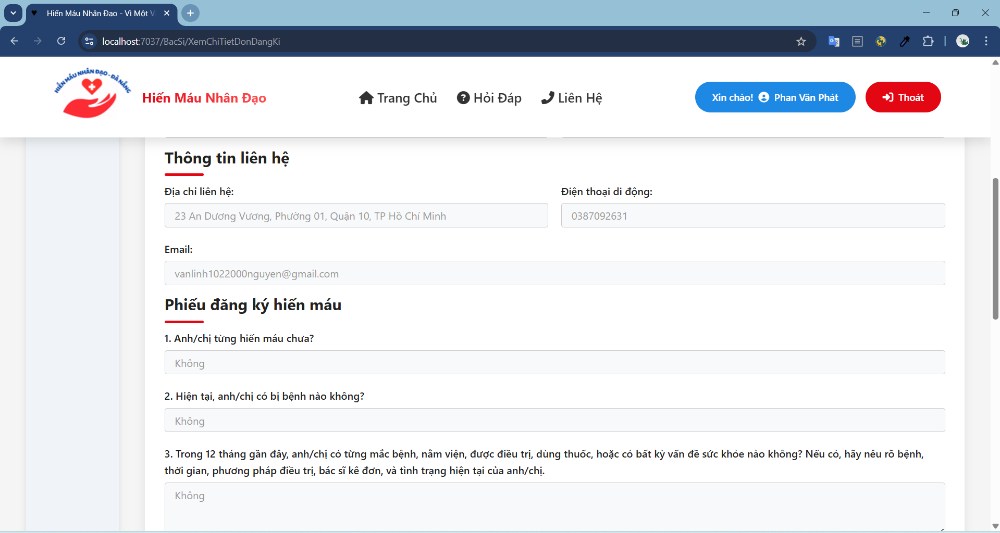 Hiến Máu Nhân Đạo - Vì Một V
localhost:7037/BacSi/XemChiTietDonDangKi
HIẾN MÁU NHÂN ĐẠO - ĐÀ NẴNG
Hiến Máu Nhân Đạo
Trang Chủ
Hỏi Đáp
Liên Hệ
Xin chào! Phan Văn Phát
Thoát
Thông tin liên hệ
Địa chỉ liên hệ:
Điện thoại di động:
23 An Dương Vương, Phường 01, Quận 10, TP Hồ Chí Minh
0387092631
Email:
vanlinh1022000nguyen@gmail.com
Phiếu đăng ký hiến máu
1. Anh/chị từng hiến máu chưa?
Không
2. Hiện tại, anh/chị có bị bệnh nào không?
Không
3. Trong 12 tháng gần đây, anh/chị có từng mắc bệnh, nằm viện, được điều trị, dùng thuốc, hoặc có bất kỳ vấn đề sức khỏe nào không? Nếu có, hãy nêu rõ bệnh,
thời gian, phương pháp điều trị, bác sĩ kê đơn, và tình trạng hiện tại của anh/chị.
Không